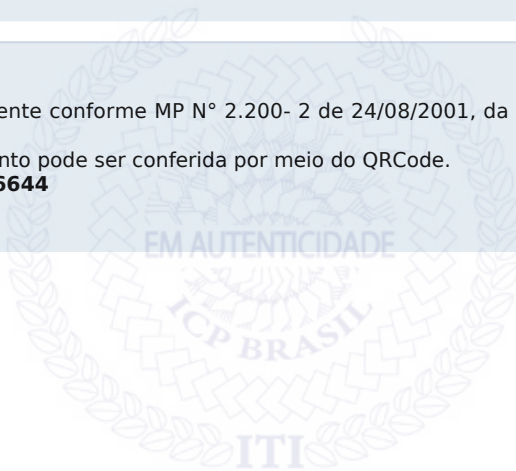 ente conforme MP N° 2.200- 2 de 24/08/2001, da
nto pode ser conferida por meio do QRCode.
6644
EM AUTENTICIDADE
ICP BRASIL
ITI